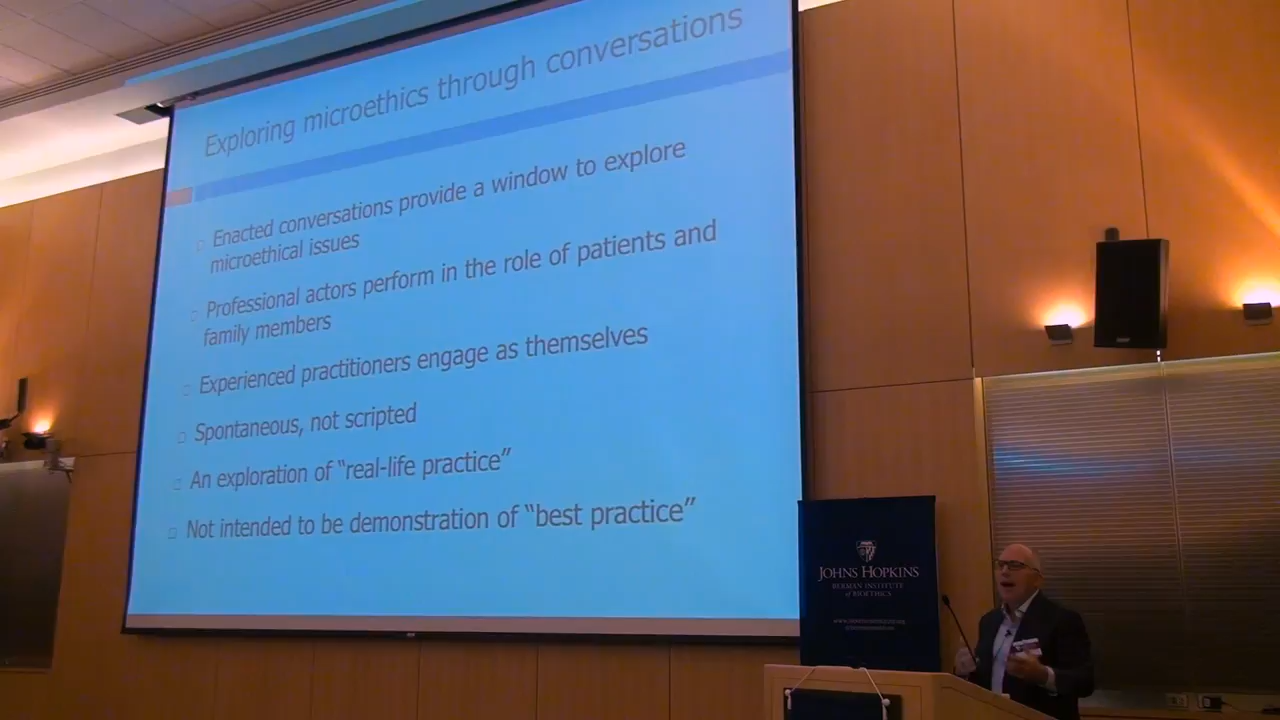 Exploring microethics through conversations
Enacted conversations provide a window to explore
microethical issues
Professional actors perform in the role of patients and
family members
Experienced practitioners engage as themselves
Spontaneous, not scripted
An exploration of “real-life practice”
Not intended to be demonstration of “best practice”
JOHNS HOPKINS
BERMAN INSTITUTE
of BIOETHICS